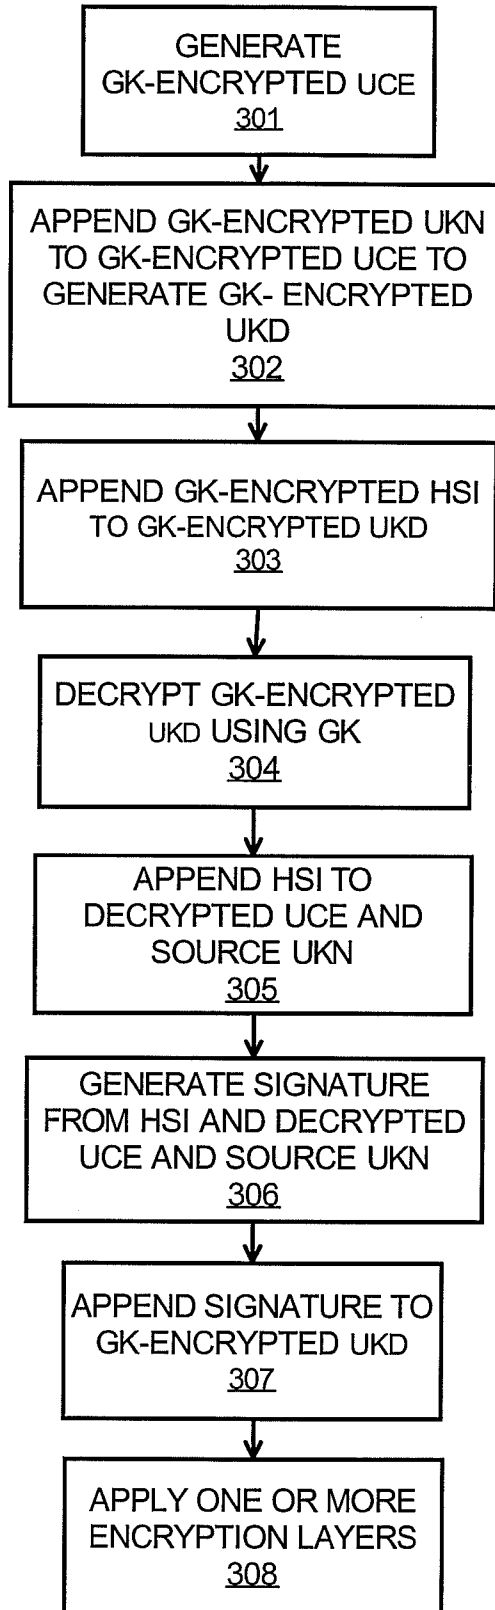 GENERATE
GK-ENCRYPTED UCE
301
APPEND GK-ENCRYPTED UKN
TO GK-ENCRYPTED UCE TO
GENERATE GK- ENCRYPTED
UKD
302
APPEND GK-ENCRYPTED HSI
TO GK-ENCRYPTED UKD
303
DECRYPT GK-ENCRYPTED
UKD USING GK
304
APPEND HSI TO
DECRYPTED UCE AND
SOURCE UKN
305
GENERATE SIGNATURE
FROM HSI AND DECRYPTED
UCE AND SOURCE UKN
306
APPEND SIGNATURE TO
GK-ENCRYPTED UKD
307
APPLY ONE OR MORE
ENCRYPTION LAYERS
308